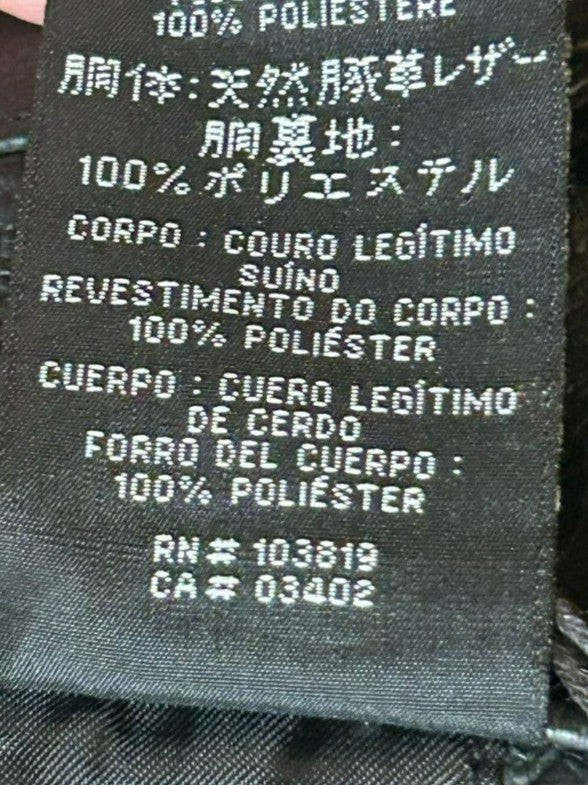 100% POLIESTERE
胴体:天然豚革レザー
胴裏地:
100%ポリエステル
CORPO : COURO LEGÍTIMO
SUÍNO
REVESTIMENTO DO CORPO :
100% POLIÉSTER
CUERPO : CUERO LEGÍTIMO
DE CERDO
FORRO DEL CUERPO :
100% POLIÉSTER
RN# 103819
CA# 03402